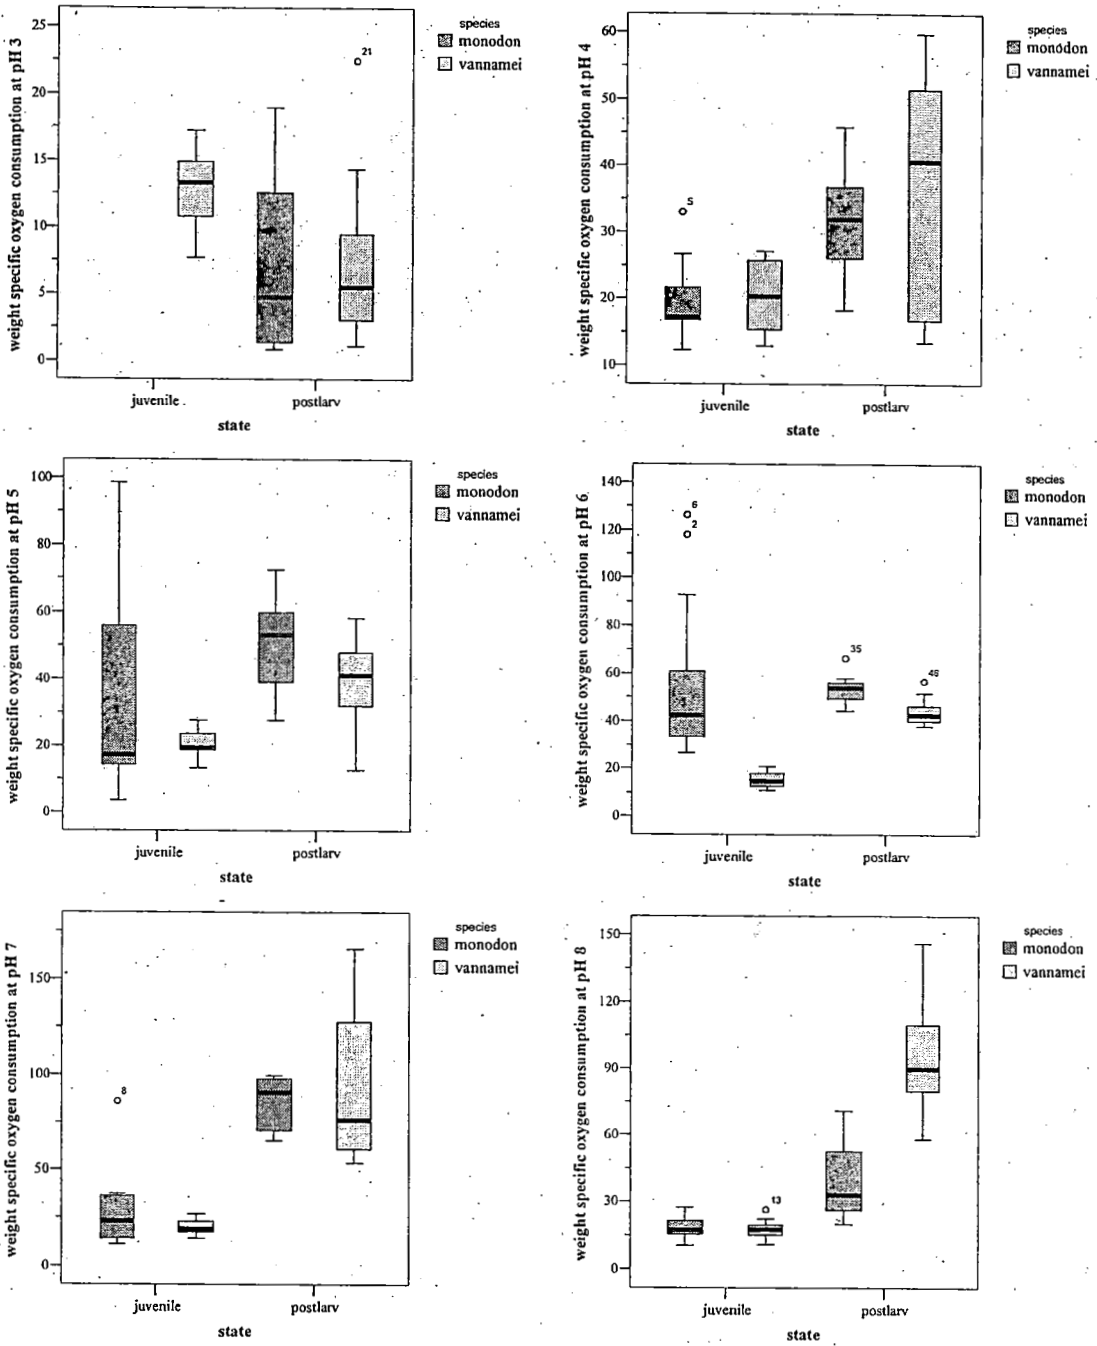 weight specific oxygen consumption at pH 3
25
20
15
10
5
0
21
juvenile
postlarv
state
species
monodon
vannamei
weight specific oxygen consumption at pH 4
60
50
40
30
20
10
5
juvenile
postlarv
state
species
monodon
vannamei
weight specific oxygen consumption at pH 5
100
80
60
40
20
0
juvenile
postlarv
state
species
monodon
vannamei
weight specific oxygen consumption at pH 6
140
120
100
80
60
40
20
0
6
2
35
46
juvenile
postlarv
state
species
monodon
vannamei
weight specific oxygen consumption at pH 7
150
100
50
0
8
juvenile
postlarv
state
species
monodon
vannamei
weight specific oxygen consumption at pH 8
150
120
90
60
30
0
13
juvenile
postlarv
state
species
monodon
vannamei